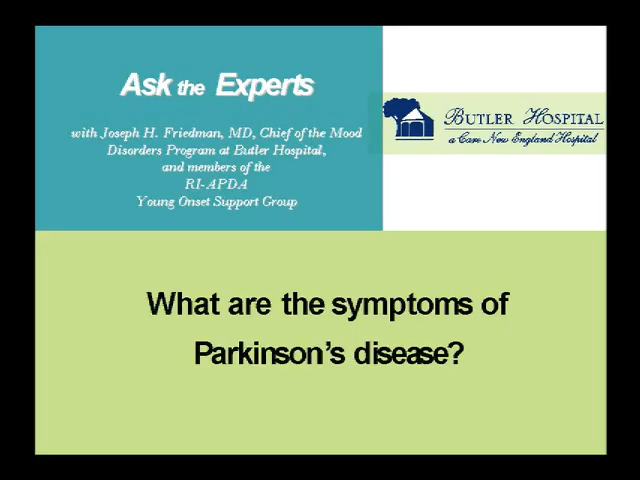 Ask the Experts
with Joseph H. Friedman, MD, Chief of the Mood
Disorders Program at Butler Hospital,
and members of the
RI-APDA
Young Onset Support Group
BUTLER HOSPITAL
a Care New England Hospital
What are the symptoms of
Parkinson's disease?